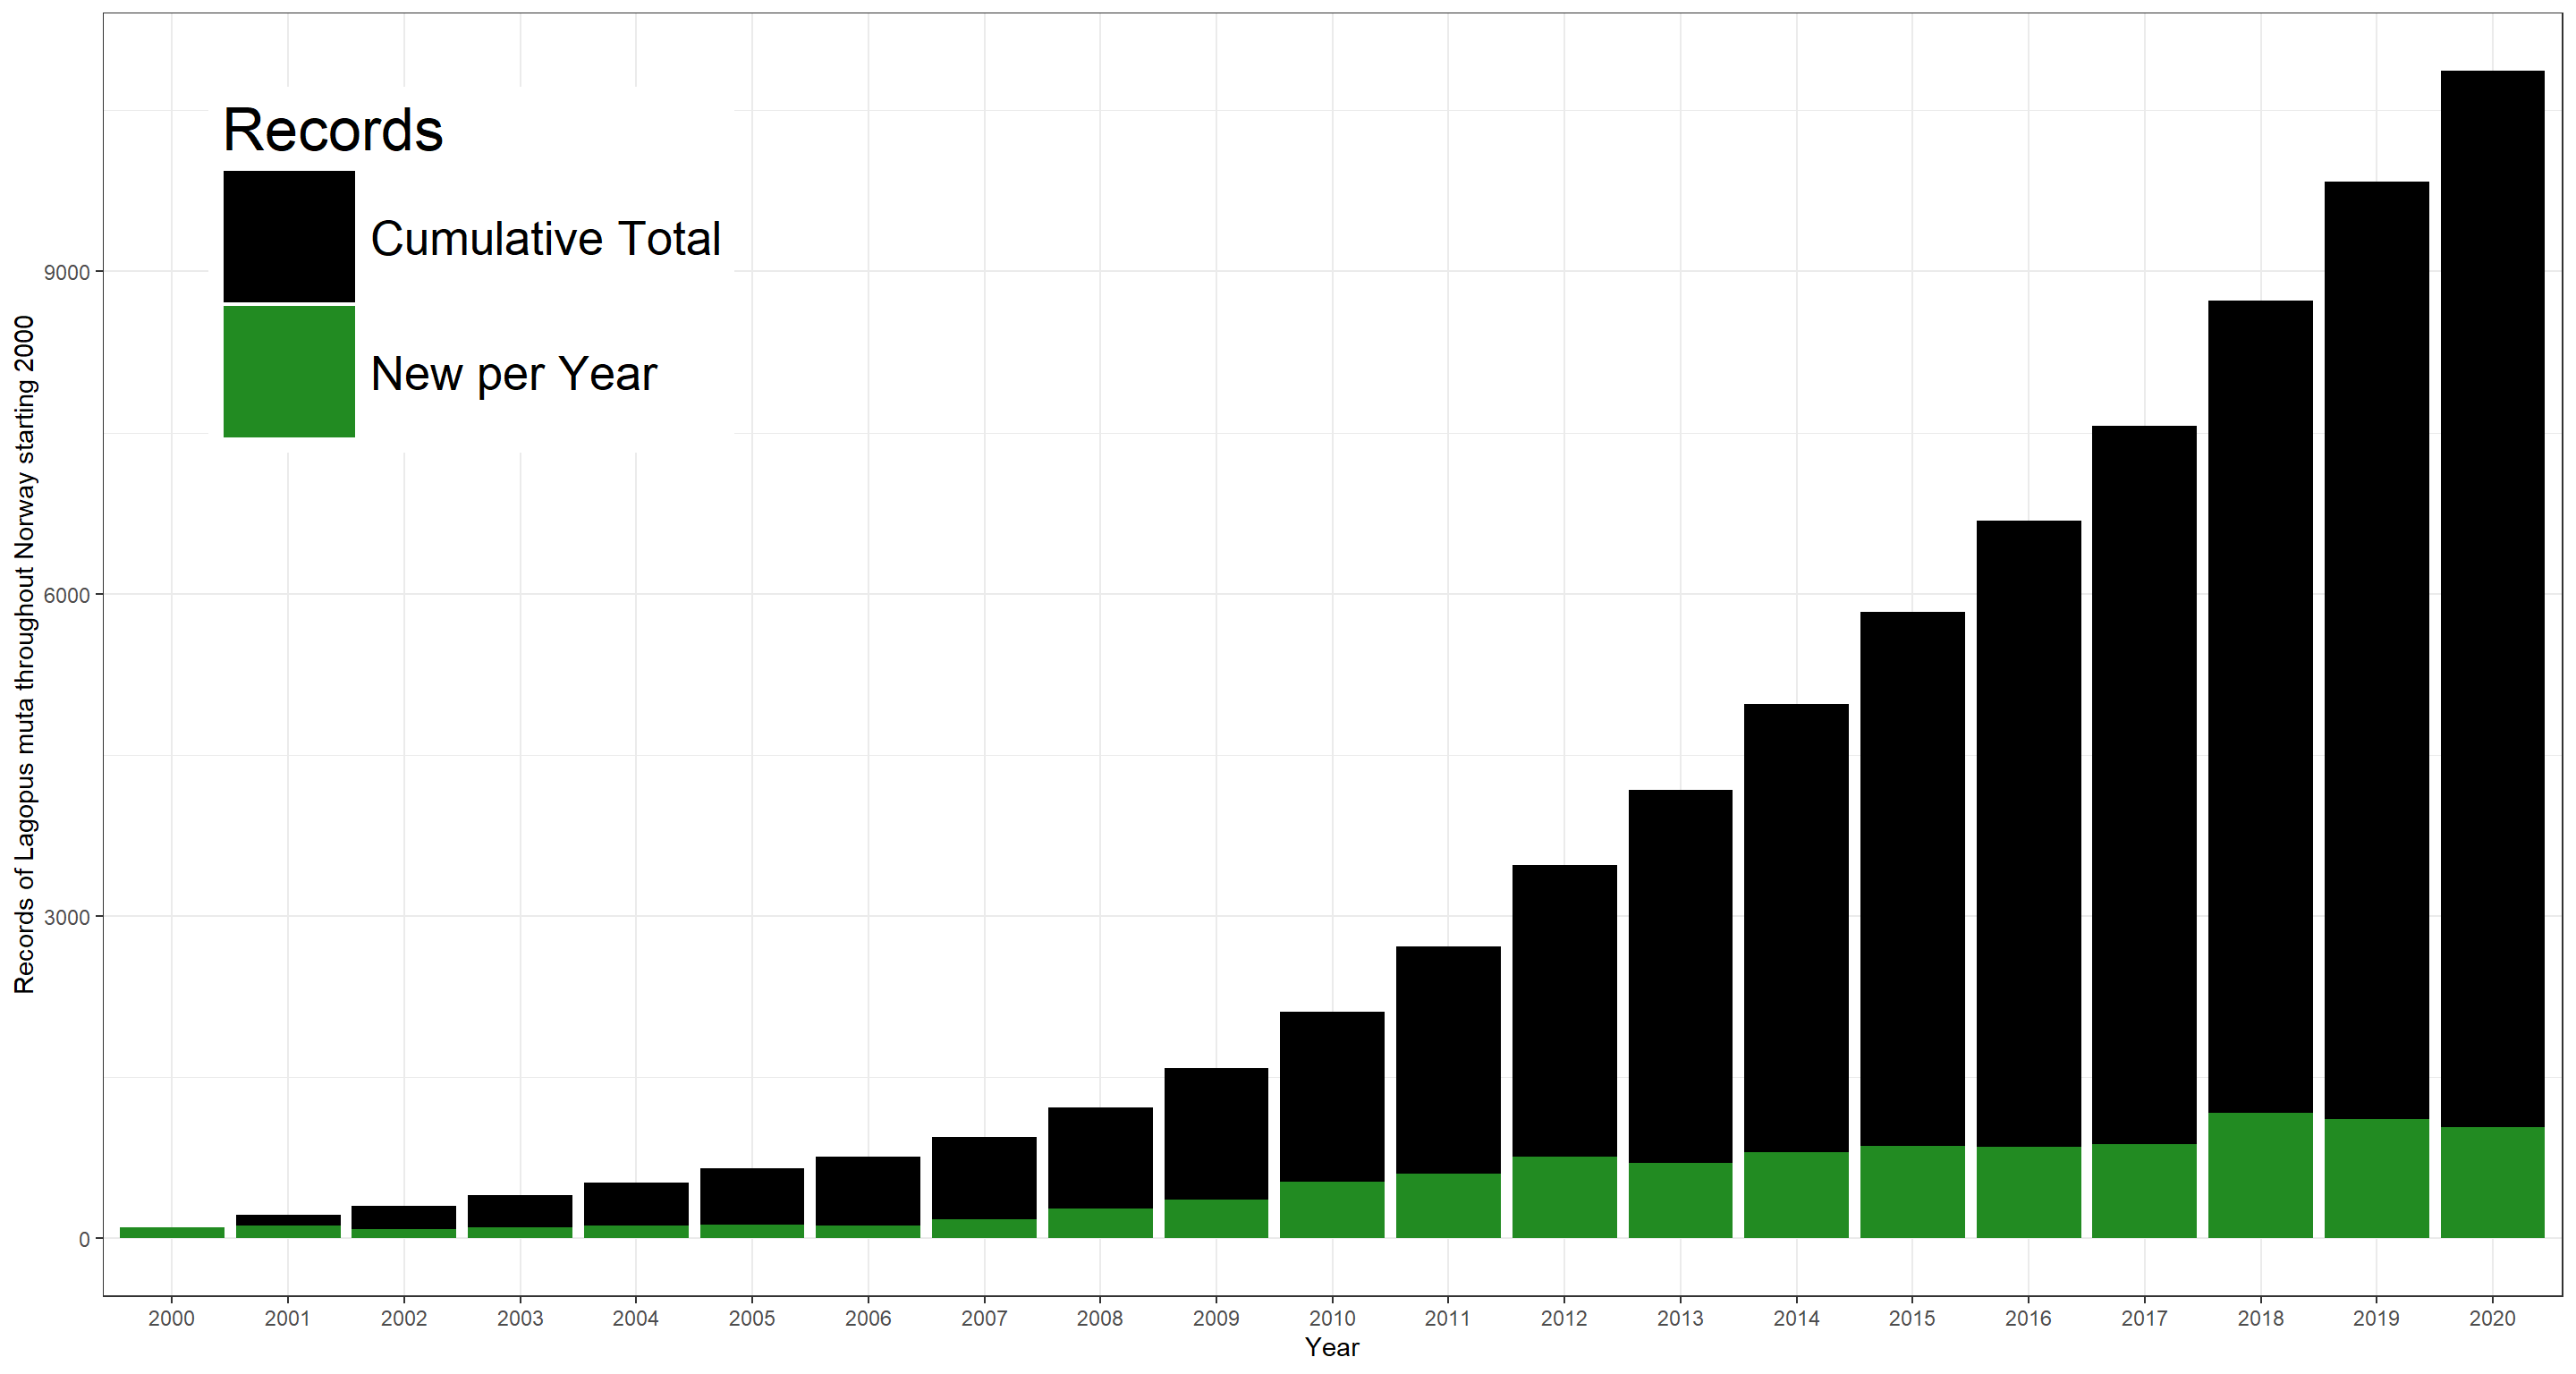 Records
Cumulative Total
New per Year
Records of Lagopus muta throughout Norway starting 2000
9000
6000
3000
0
2000 2001 2002 2003 2004 2005 2006 2007 2008 2009 2010 2011 2012 2013 2014 2015 2016 2017 2018 2019 2020
Year